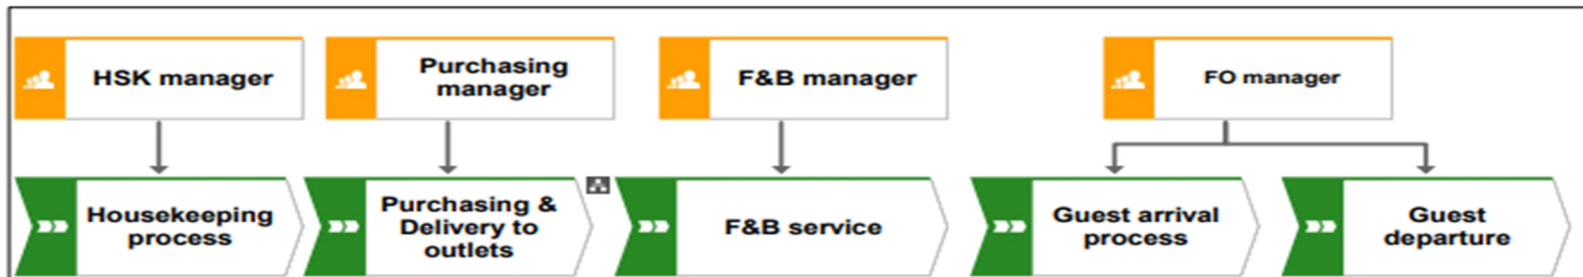 HSK manager
Purchasing
manager
F&B manager
FO manager
Housekeeping
process
Purchasing &
Delivery to
outlets
F&B service
Guest arrival
process
Guest
departure